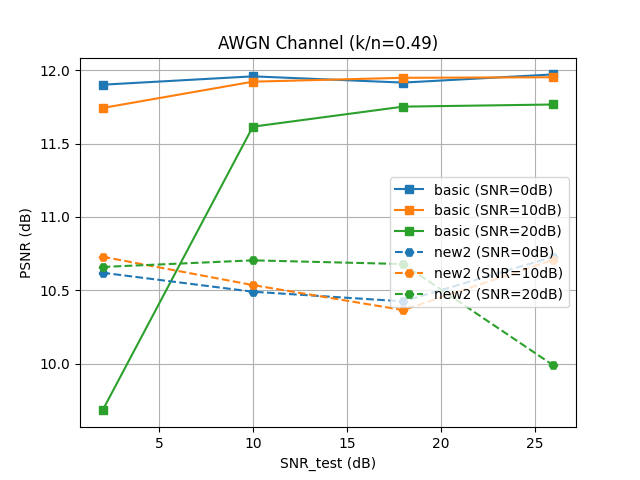 AWGN Channel (k/n=0.49)
PSNR (dB)
12.0
11.5
11.0
10.5
10.0
basic (SNR=0dB)
basic (SNR=10dB)
basic (SNR=20dB)
new2 (SNR=0dB)
new2 (SNR=10dB)
new2 (SNR=20dB)
5 10 15 20 25
SNR_test (dB)